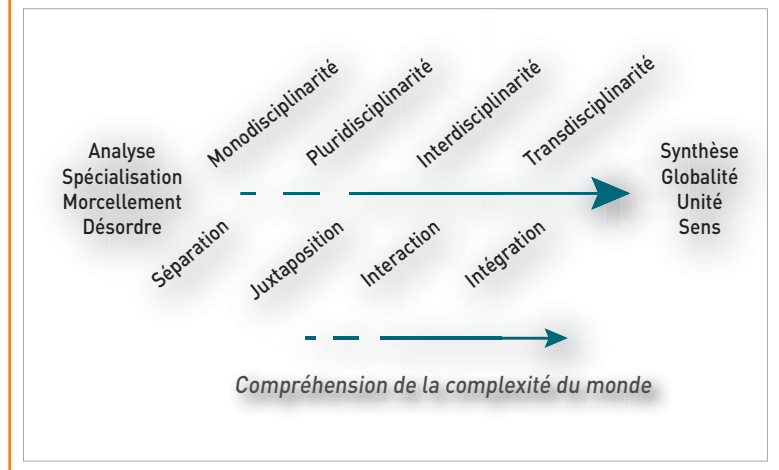 Monodisciplinarité
Pluridisciplinarité
Interdisciplinarité
Transdisciplinarité
Analyse
Spécialisation
Morcellement
Désordre
Synthèse
Globalité
Unité
Sens
Séparation
Juxtaposition
Interaction
Intégration
Compréhension de la complexité du monde